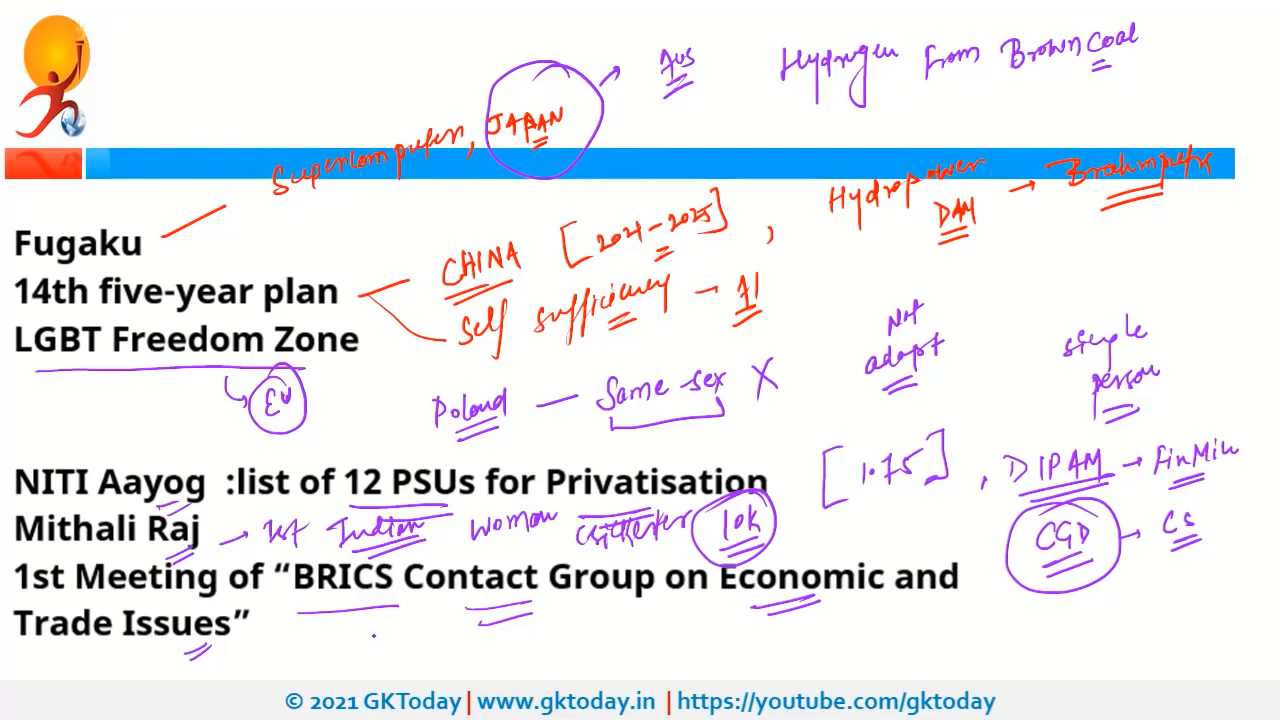 Aus Hydrogen from Brown Coal
Supercomputer, JAPAN
Hydropower DAM → Brahmputra
Fugaku
CHINA [2021-2025],
14th five-year plan
Self sufficiency - AI
LGBT Freedom Zone
Not adopt
single person
EU
Poland - Same sex X
NITI Aayog :list of 12 PSUs for Privatisation
[1.75], DIPAM → FinMin
Mithali Raj → 1st Indian woman cricketer 10k
CGD → CS
1st Meeting of “BRICS Contact Group on Economic and
Trade Issues”
© 2021 GKToday | www.gktoday.in | https://youtube.com/gktoday